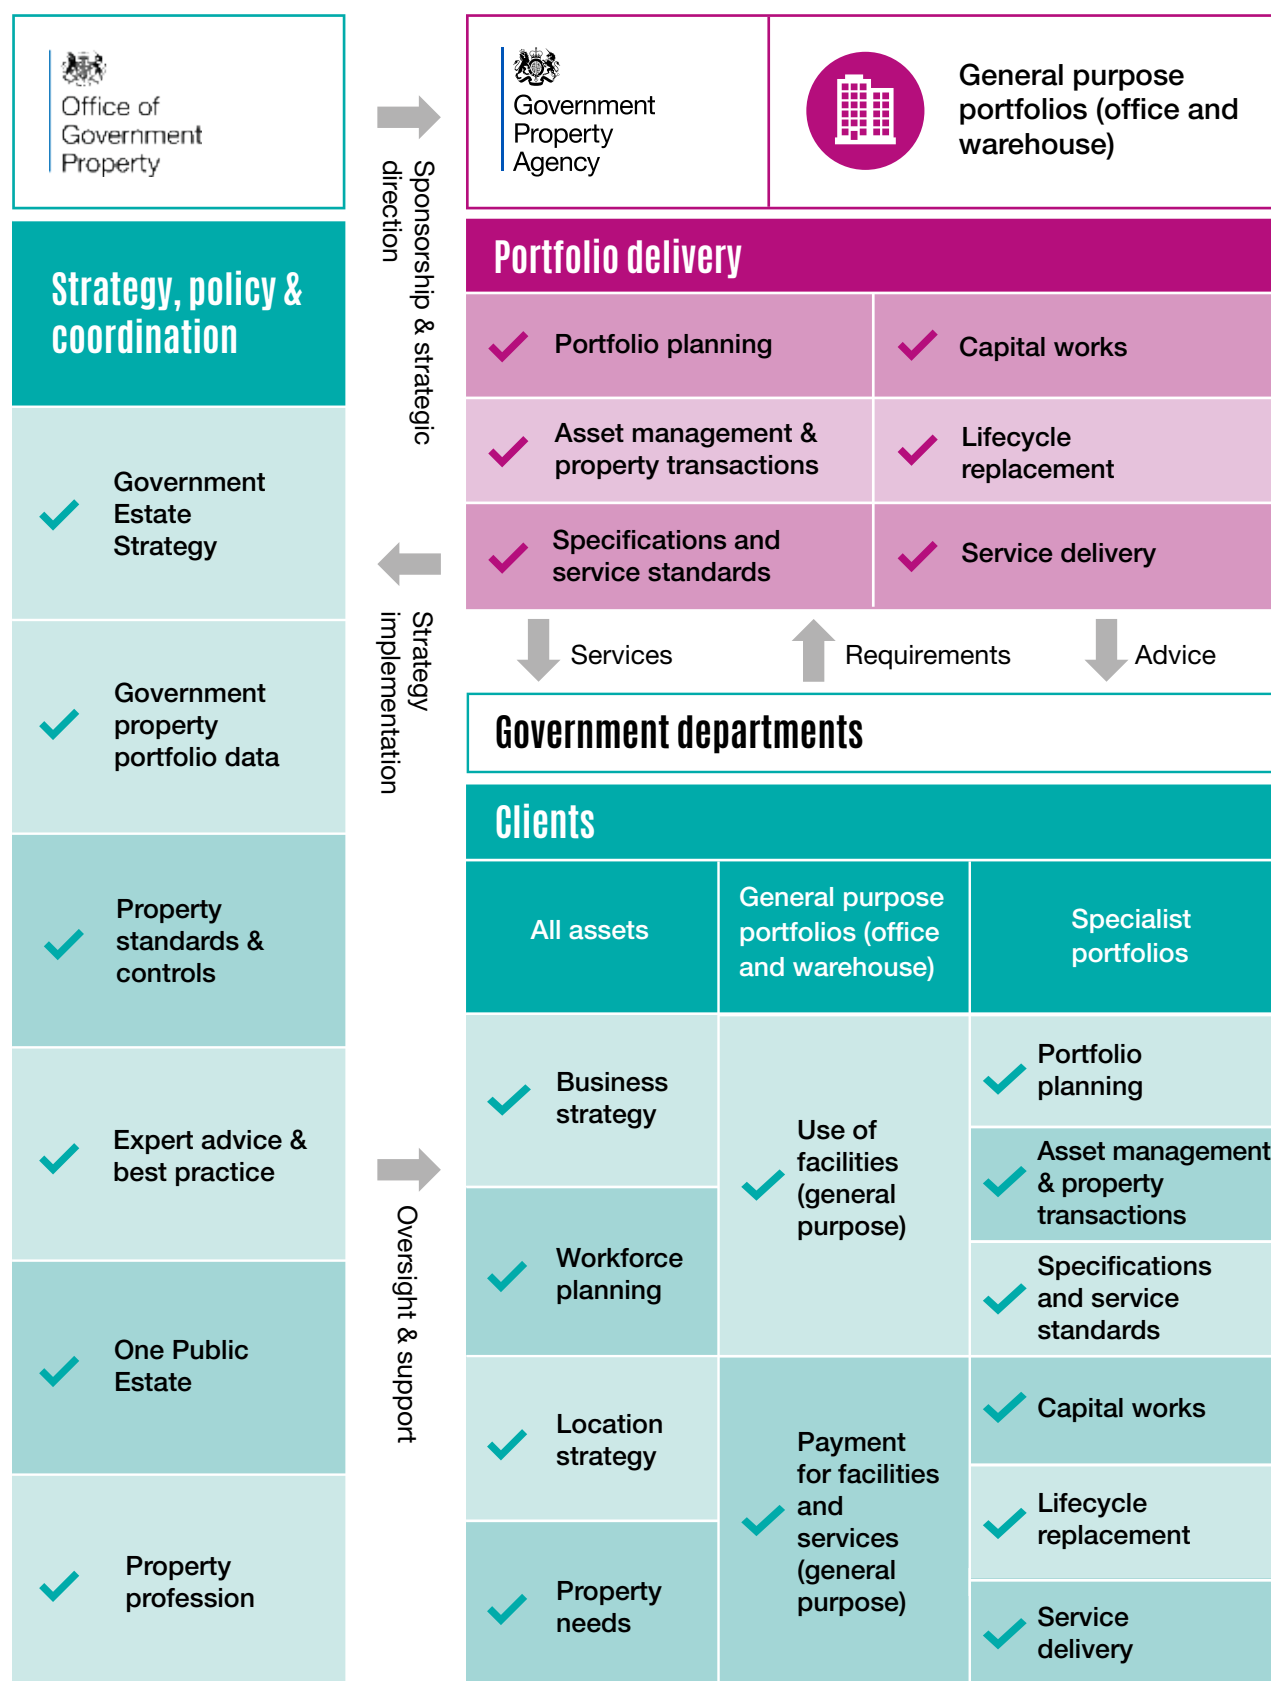 Office of
Government
Property
Strategy, policy &
coordination
Government
Estate
Strategy
Government
property
portfolio data
Property
standards &
controls
Expert advice &
best practice
One Public
Estate
Property
profession
Sponsorship & strategic
direction
Strategy
implementation
Oversight & support
Government
Property
Agency
General purpose
portfolios (office and
warehouse)
Portfolio delivery
Portfolio planning
Capital works
Asset management &
property transactions
Lifecycle
replacement
Specifications and
service standards
Service delivery
Services
Requirements
Advice
Government departments
Clients
All assets
General purpose
portfolios (office
and warehouse)
Specialist
portfolios
Business
strategy
Workforce
planning
Location
strategy
Property
needs
Use of
facilities
(general
purpose)
Payment
for facilities
and
services
(general
purpose)
Portfolio
planning
Asset management
& property
transactions
Specifications
and service
standards
Capital works
Lifecycle
replacement
Service
delivery